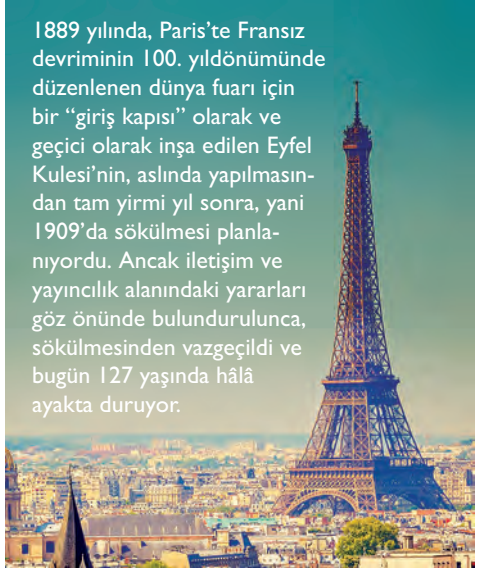 1889 yılında, Paris’te Fransız
devriminin 100. yıldönümünde
düzenlenen dünya fuarı için
bir “giriş kapısı” olarak ve
geçici olarak inşa edilen Eyfel
Kulesi’nin, aslında yapılmasın-
dan tam yirmi yıl sonra, yani
1909’da sökülmesi planla-
nıyordu. Ancak iletişim ve
yayıncılık alanındaki yararları
göz önünde bulundurulunca,
sökülmesinden vazgeçildi ve
bugün 127 yaşında hâlâ
ayakta duruyor.